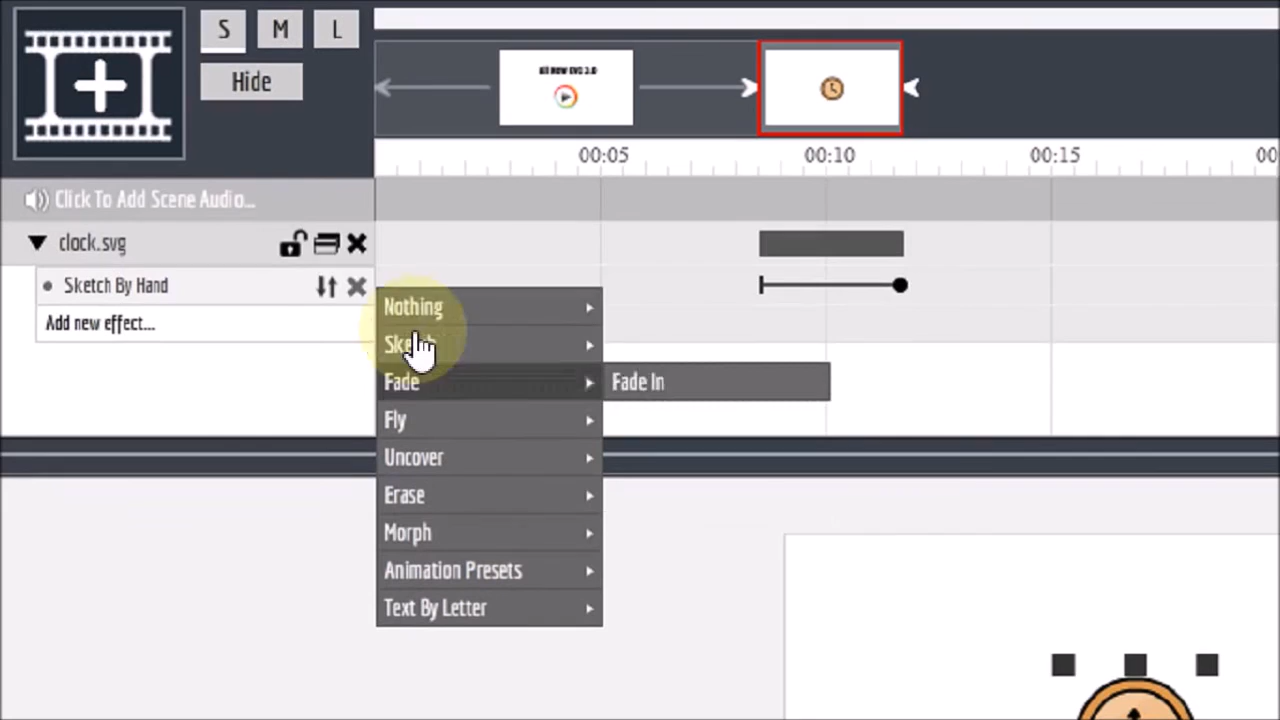 S M L
Hide
00:05 00:10 00:15 00
Click To Add Scene Audio...
clock.svg
Sketch By Hand
Add new effect...
Nothing
Fade Fade In
Fly
Uncover
Erase
Morph
Animation Presets
Text By Letter